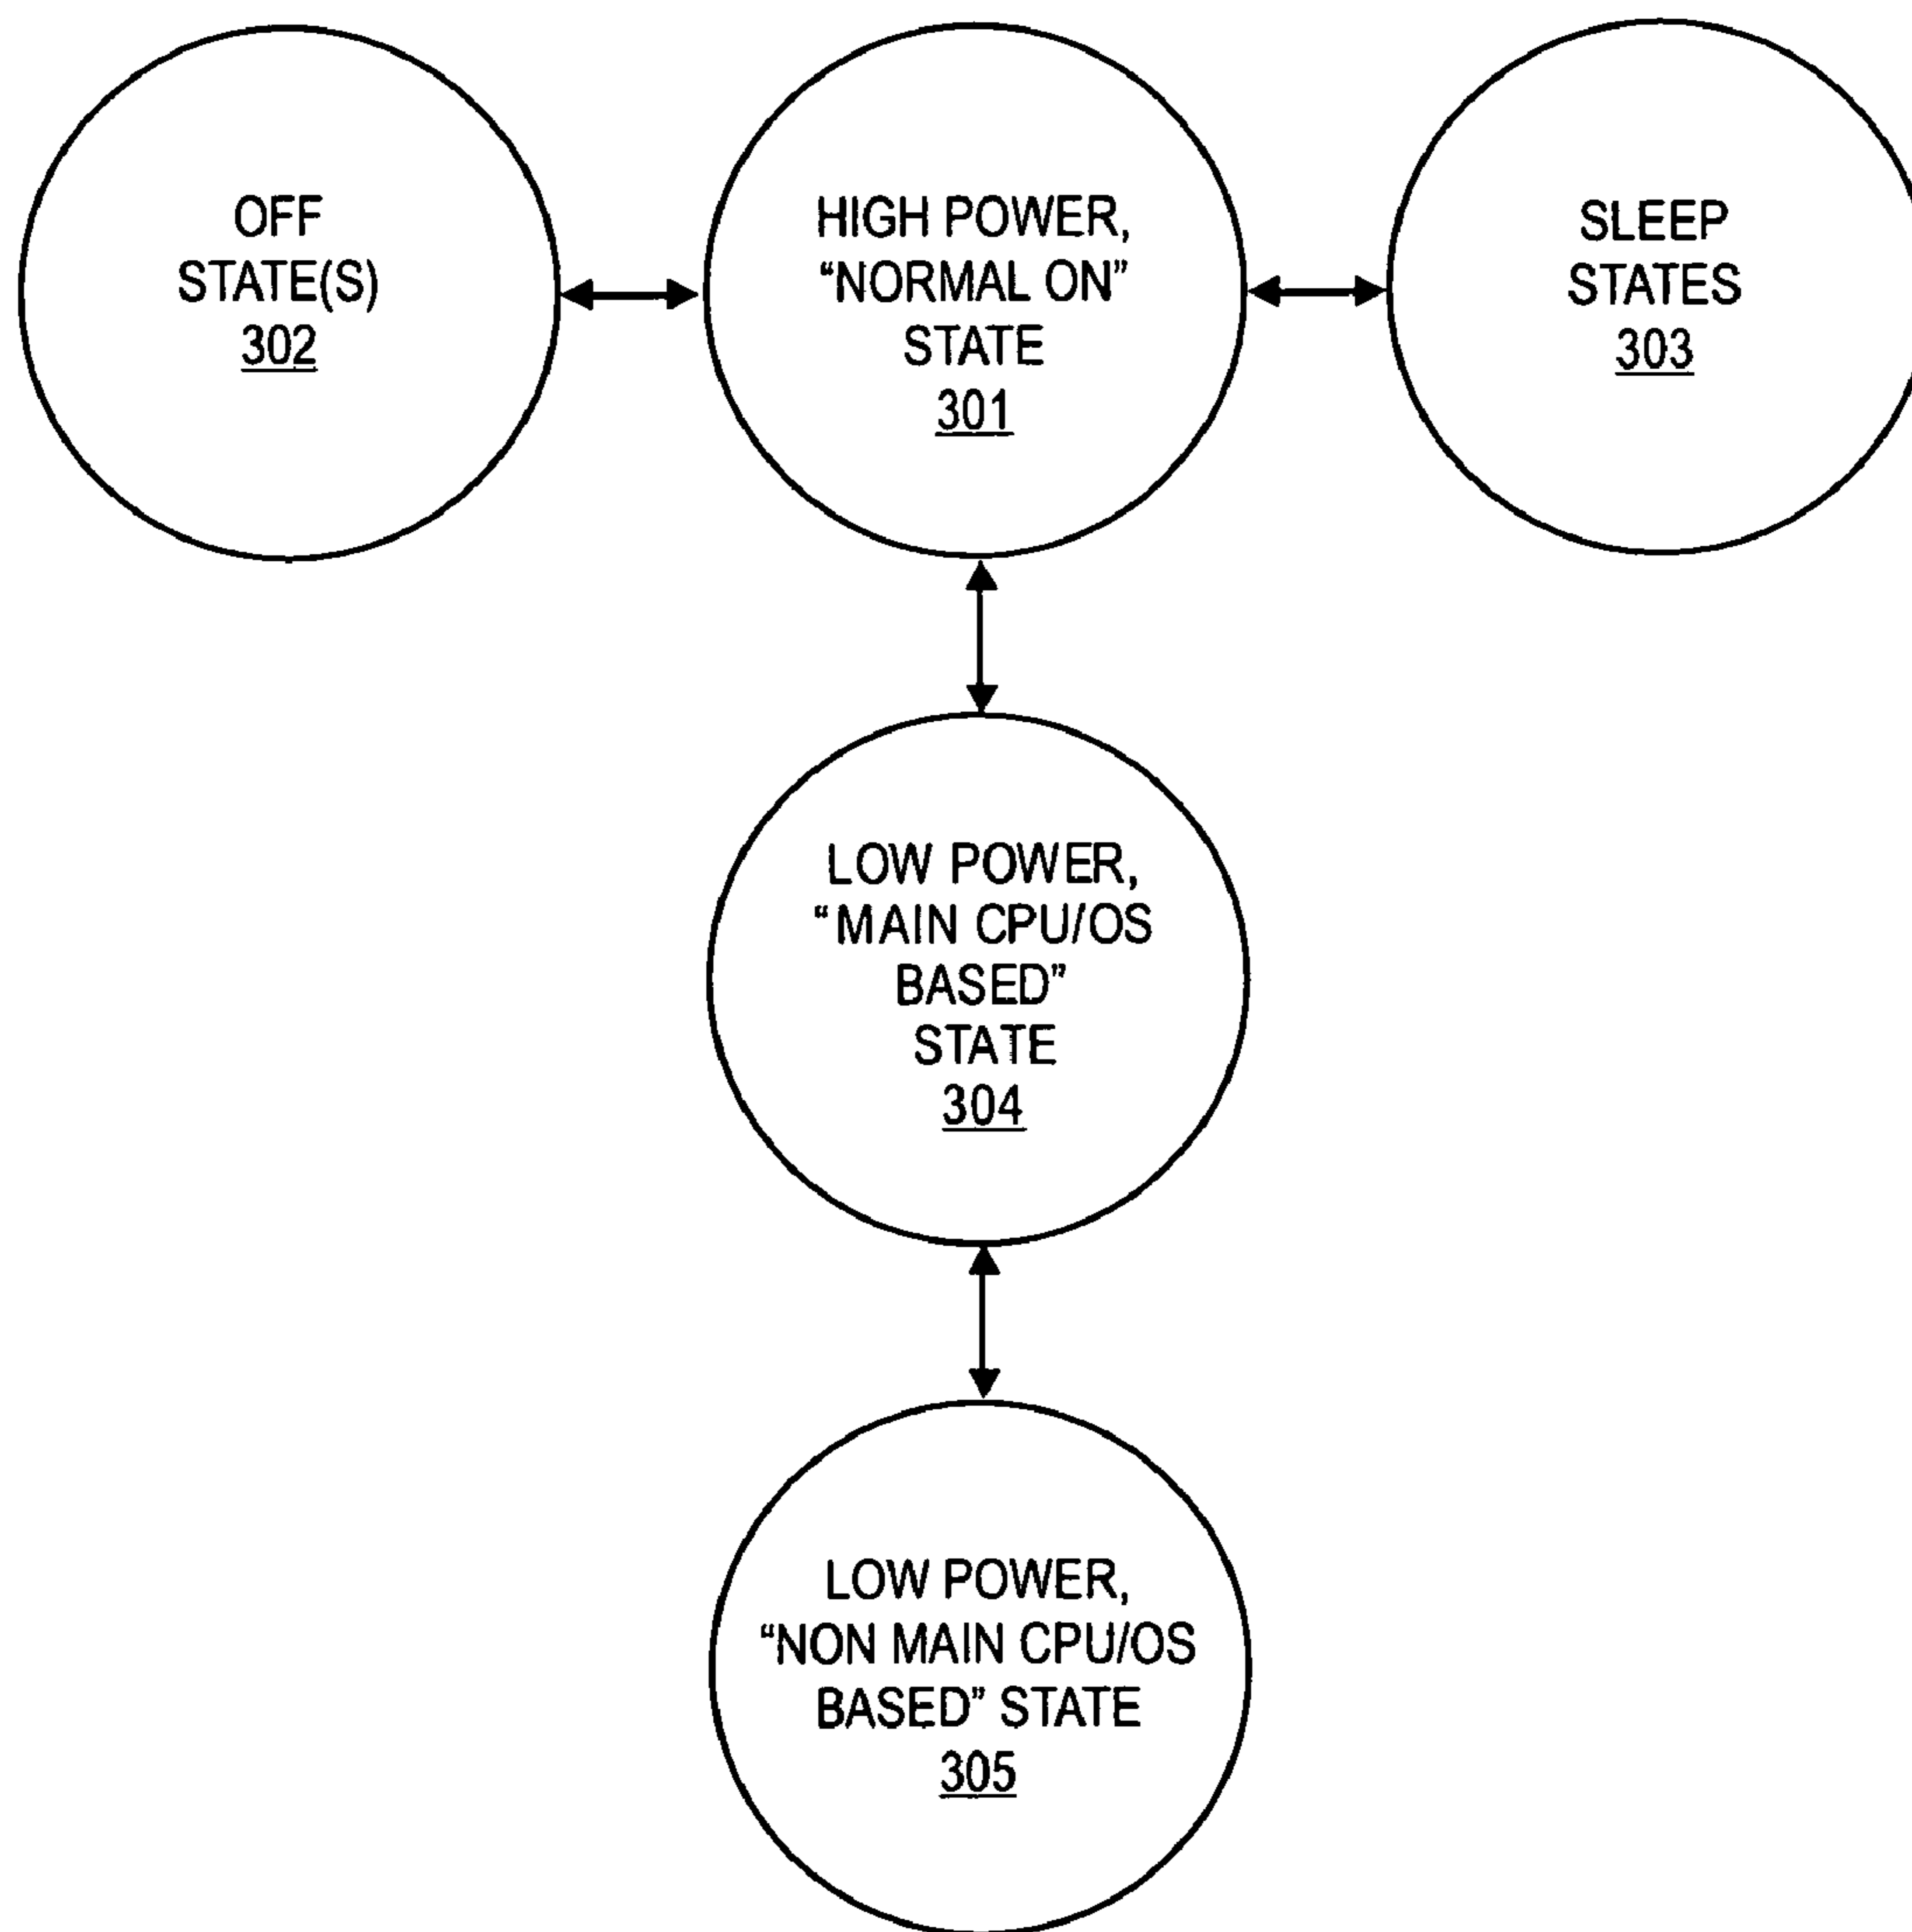 OFF
STATE(S)
302
HIGH POWER,
“NORMAL ON”
STATE
301
SLEEP
STATES
303
LOW POWER,
“MAIN CPU/OS
BASED”
STATE
304
LOW POWER,
“NON MAIN CPU/OS
BASED” STATE
305